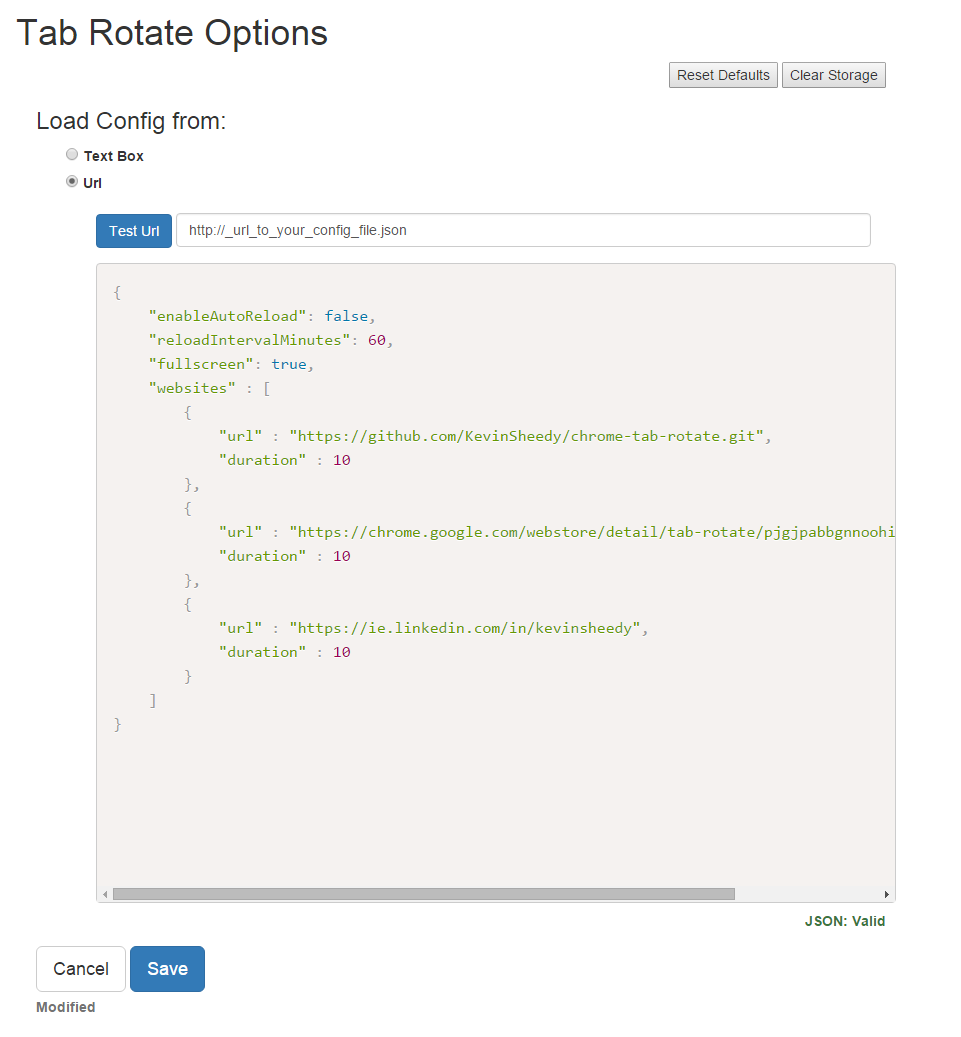 Tab Rotate Options
Reset Defaults Clear Storage
Load Config from:
Text Box
Url
Test Url http://_url_to_your_config_file.json
{
    "enableAutoReload": false,
    "reloadIntervalMinutes": 60,
    "fullscreen": true,
    "websites" : [
        {
            "url" : "https://github.com/KevinSheedy/chrome-tab-rotate.git",
            "duration" : 10
        },
        {
            "url" : "https://chrome.google.com/webstore/detail/tab-rotate/pjgjpabbgnnoohi
            "duration" : 10
        },
        {
            "url" : "https://ie.linkedin.com/in/kevinsheedy",
            "duration" : 10
        }
    ]
}
JSON: Valid
Cancel Save
Modified